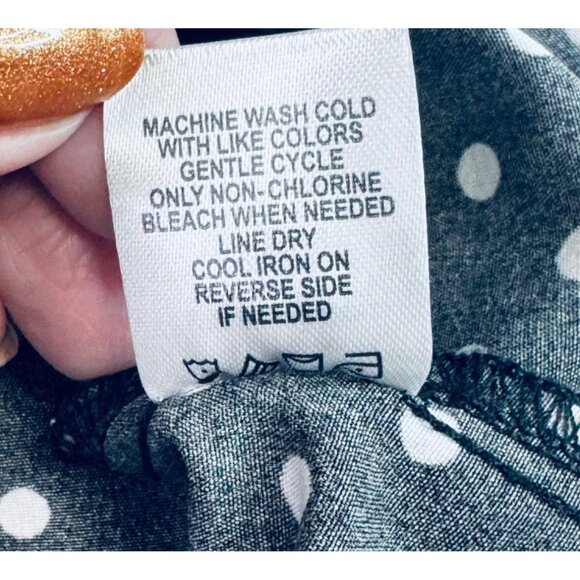 MACHINE WASH COLD
WITH LIKE COLORS
GENTLE CYCLE
ONLY NON-CHLORINE
BLEACH WHEN NEEDED
LINE DRY
COOL IRON ON
REVERSE SIDE
IF NEEDED